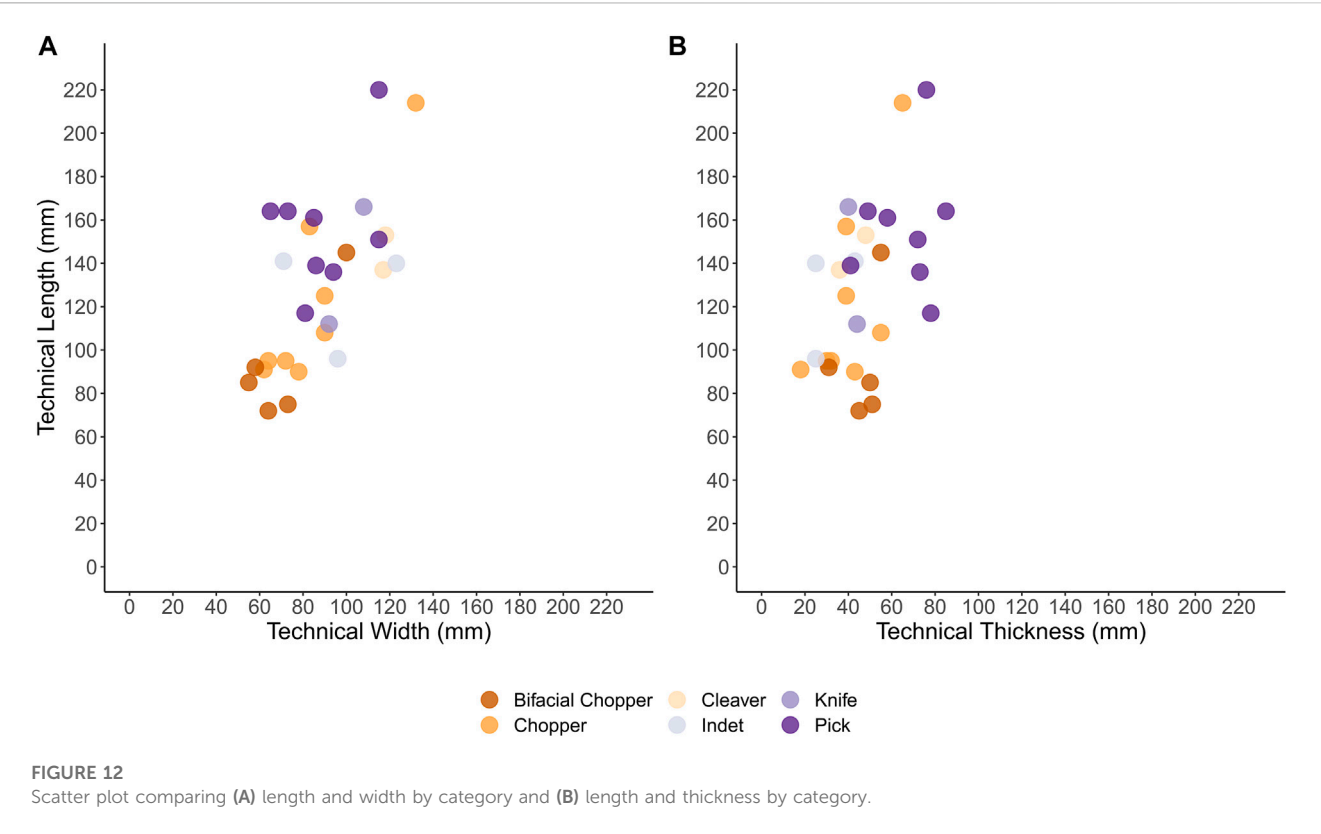 A
B
Technical Length (mm)
220
200
180
160
140
120
100
80
60
40
20
0
0 20 40 60 80 100 120 140 160 180 200 220
Technical Width (mm)
220
200
180
160
140
120
100
80
60
40
20
0
0 20 40 60 80 100 120 140 160 180 200 220
Technical Thickness (mm)
Bifacial Chopper Cleaver Knife
Chopper Indet Pick
FIGURE 12
Scatter plot comparing (A) length and width by category and (B) length and thickness by category.